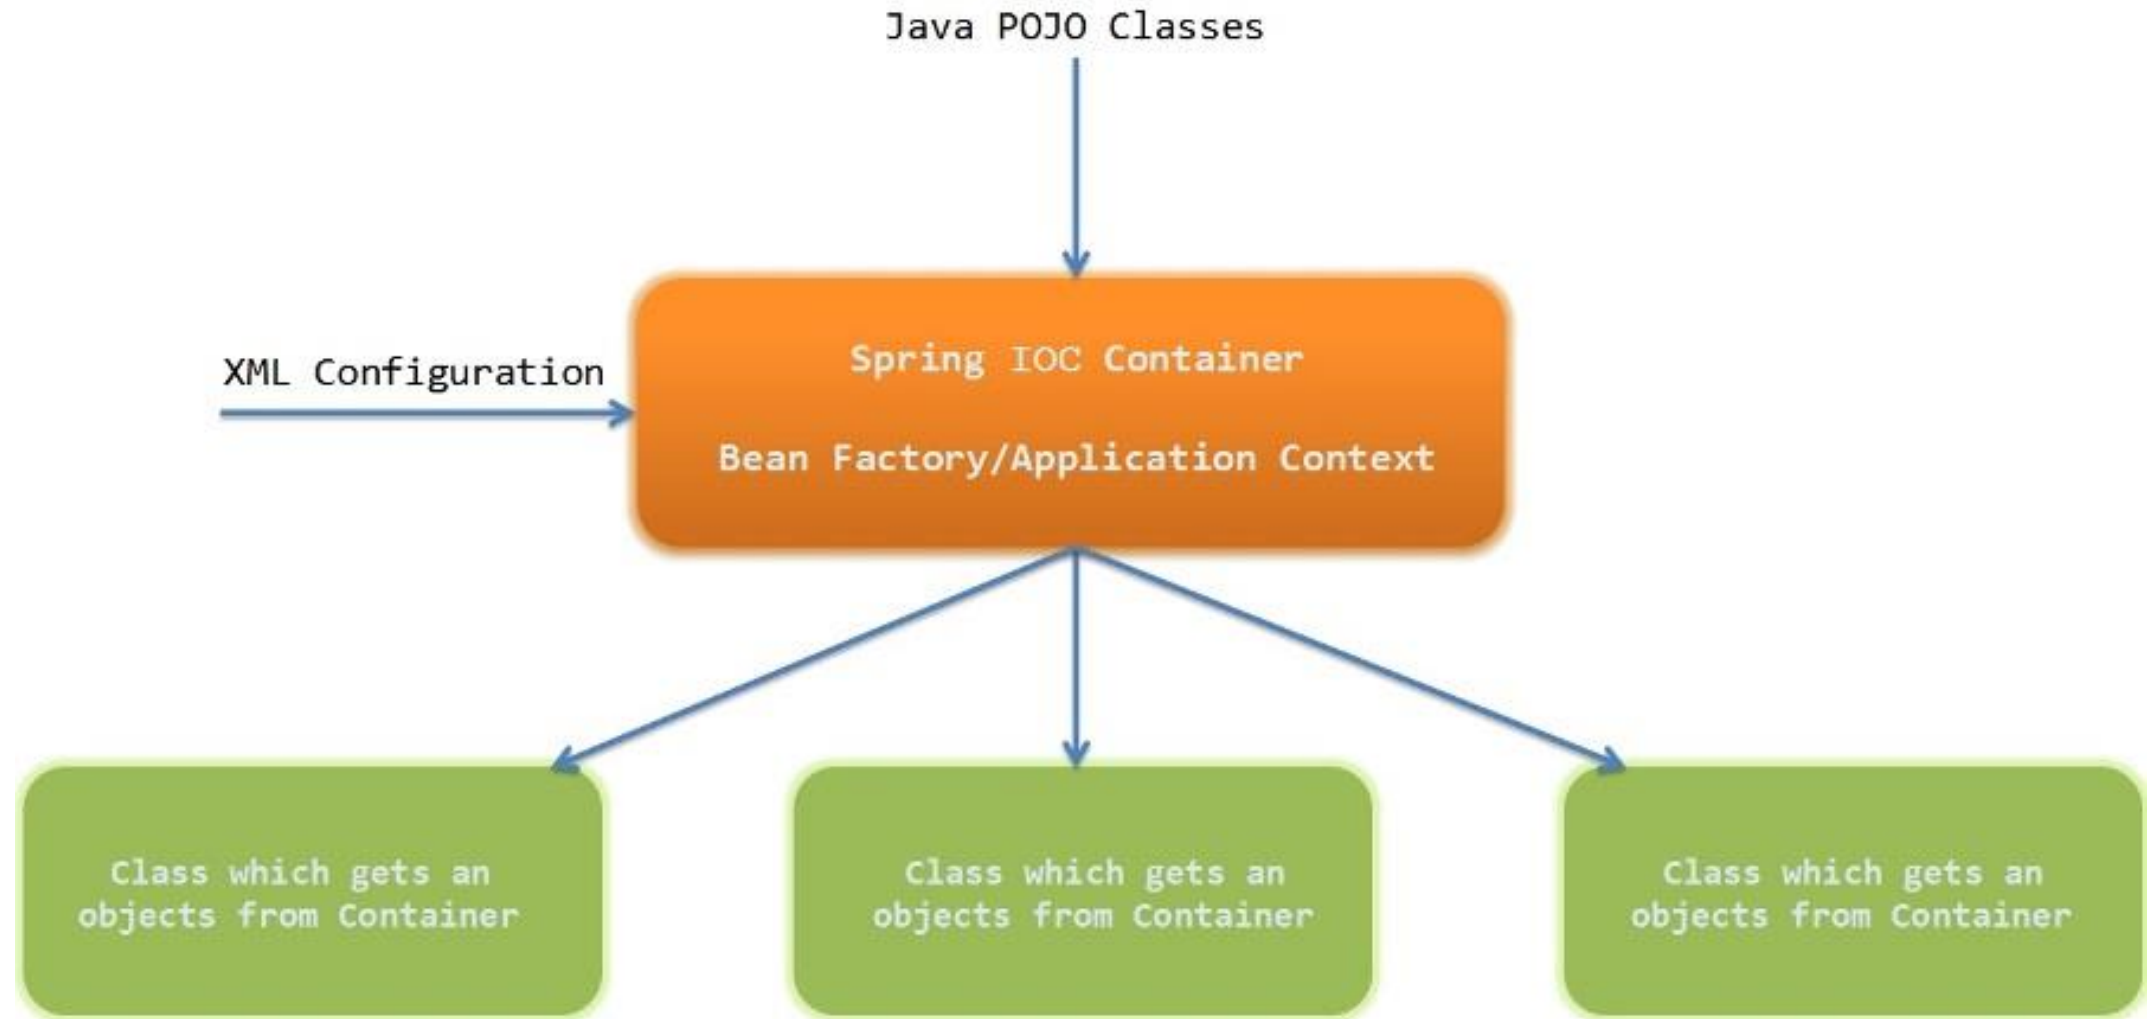 Java POJO Classes
XML Configuration
Spring IOC Container
Bean Factory/Application Context
Class which gets an
objects from Container
Class which gets an
objects from Container
Class which gets an
objects from Container